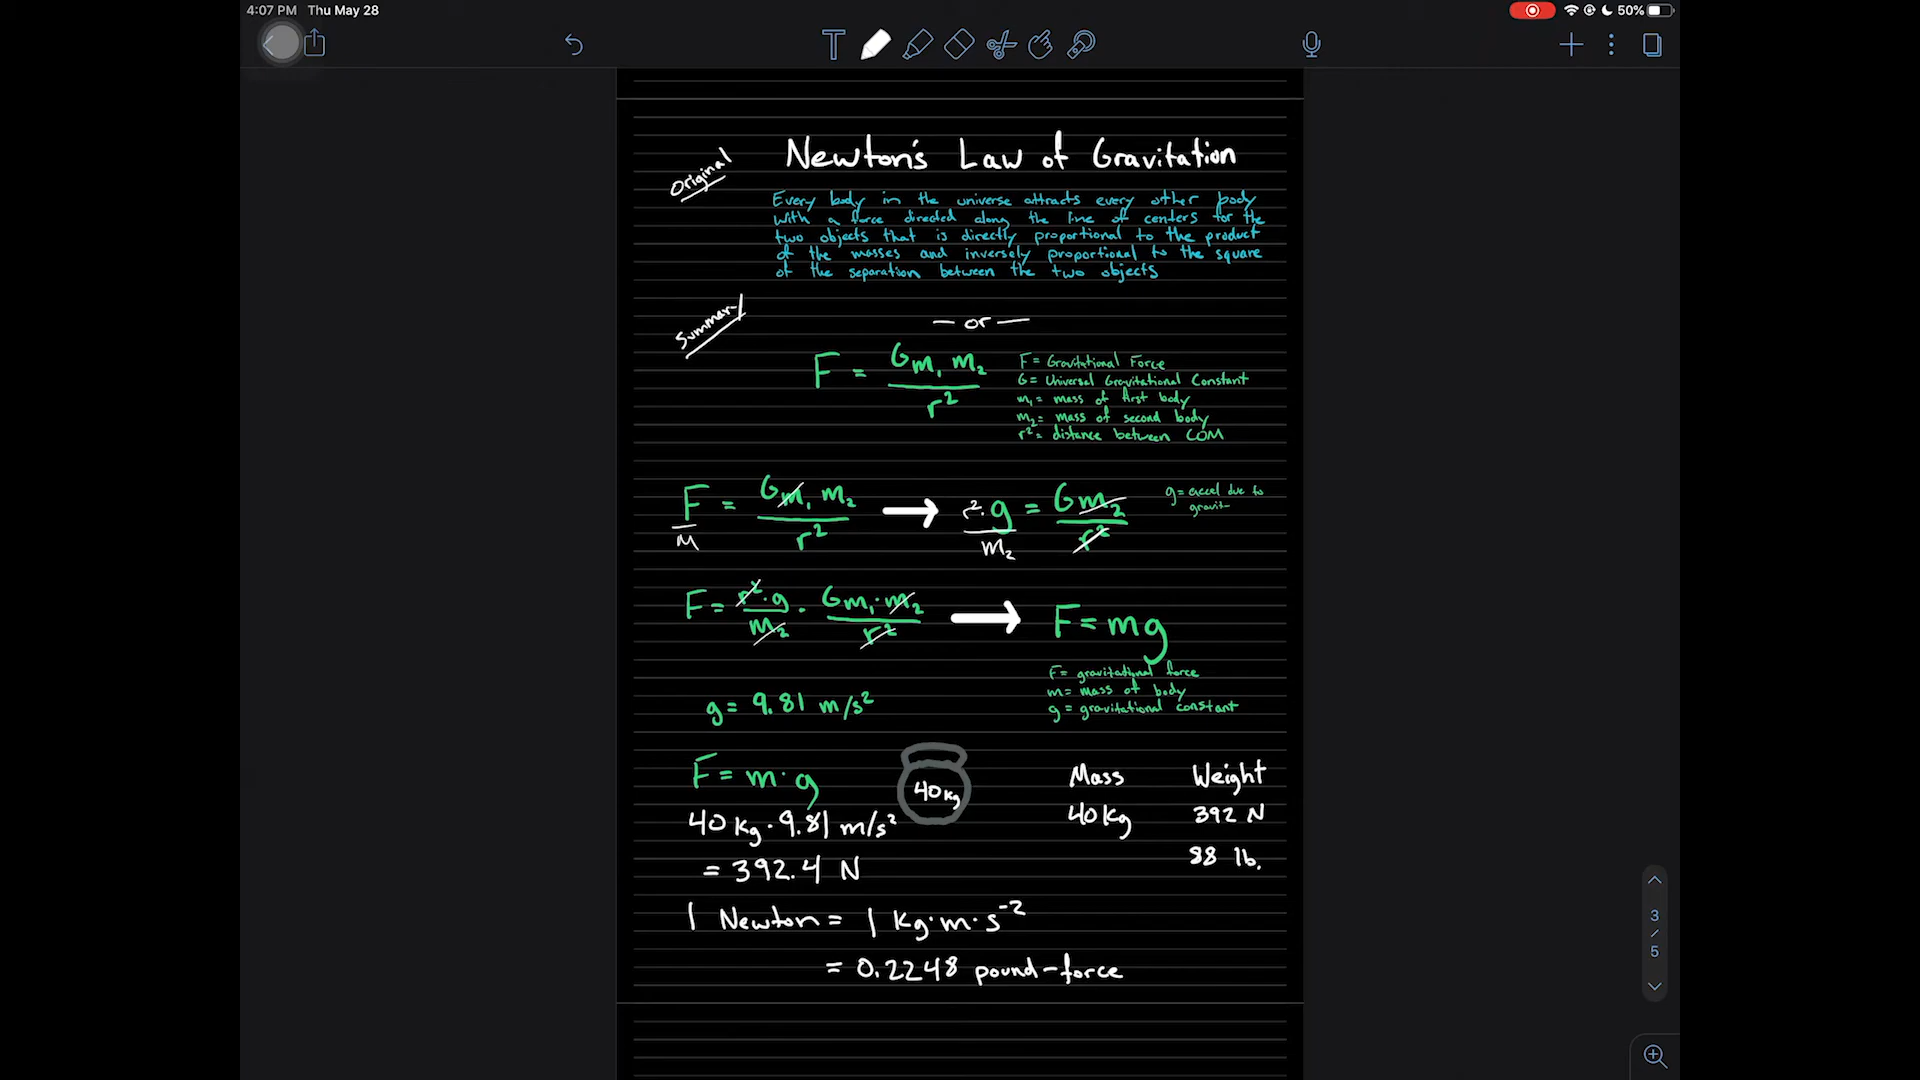 4:07 PM Thu May 28
50%
T
Newton's Law of Gravitation
Original
Every body in the universe attracts every other body
with a force directed along the line of centers for the
two objects that is directly proportional to the product
of the masses and inversely proportional to the square
of the separation between the two objects
Summary
— or —
F = Gm₁ m₂ / r²
F = Gravitational Force
G = Universal Gravitational Constant
m₁ = mass of first body
m₂ = mass of second body
r² = distance between COM
F / M = Gm₁ m₂ / r² → r² · g / m₂ = Gm₂ / r²
g = accel due to
gravit
F = r² · g / m₂ · Gm₁ · m₂ / r² → F = mg
F = gravitational force
m = mass of body
g = gravitational constant
g = 9.81 m/s²
F = m · g
40 kg
Mass Weight
40 kg · 9.81 m/s²
40 kg 392 N
= 392.4 N
88 lb.
1 Newton = 1 kg · m · s⁻²
= 0.2248 pound-force
3
/
5